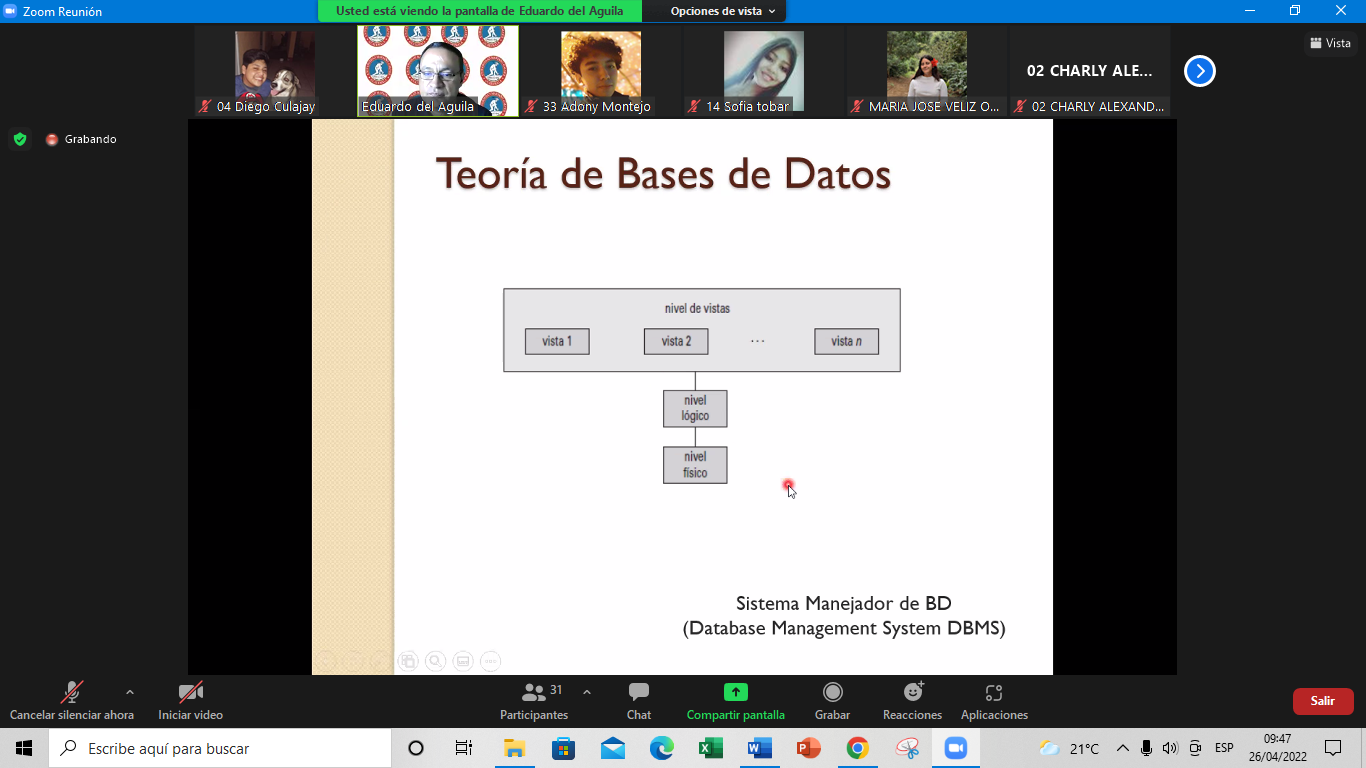 Zoom Reunión
Usted está viendo la pantalla de Eduardo del Aguila
Opciones de vista
Vista
04 Diego Culajay
Eduardo del Aguila
33 Adony Montejo
14 Sofia tobar
MARIA JOSE VELIZ O...
02 CHARLY ALE...
02 CHARLY ALEXAND...
Grabando
Teoría de Bases de Datos
nivel de vistas
vista 1
vista 2
...
vista n
nivel
lógico
nivel
físico
Sistema Manejador de BD
(Database Management System DBMS)
Cancelar silenciar ahora
Iniciar video
31
Participantes
Chat
Compartir pantalla
Grabar
Reacciones
Aplicaciones
Salir
Escribe aquí para buscar
21°C
ESP
09:47
26/04/2022